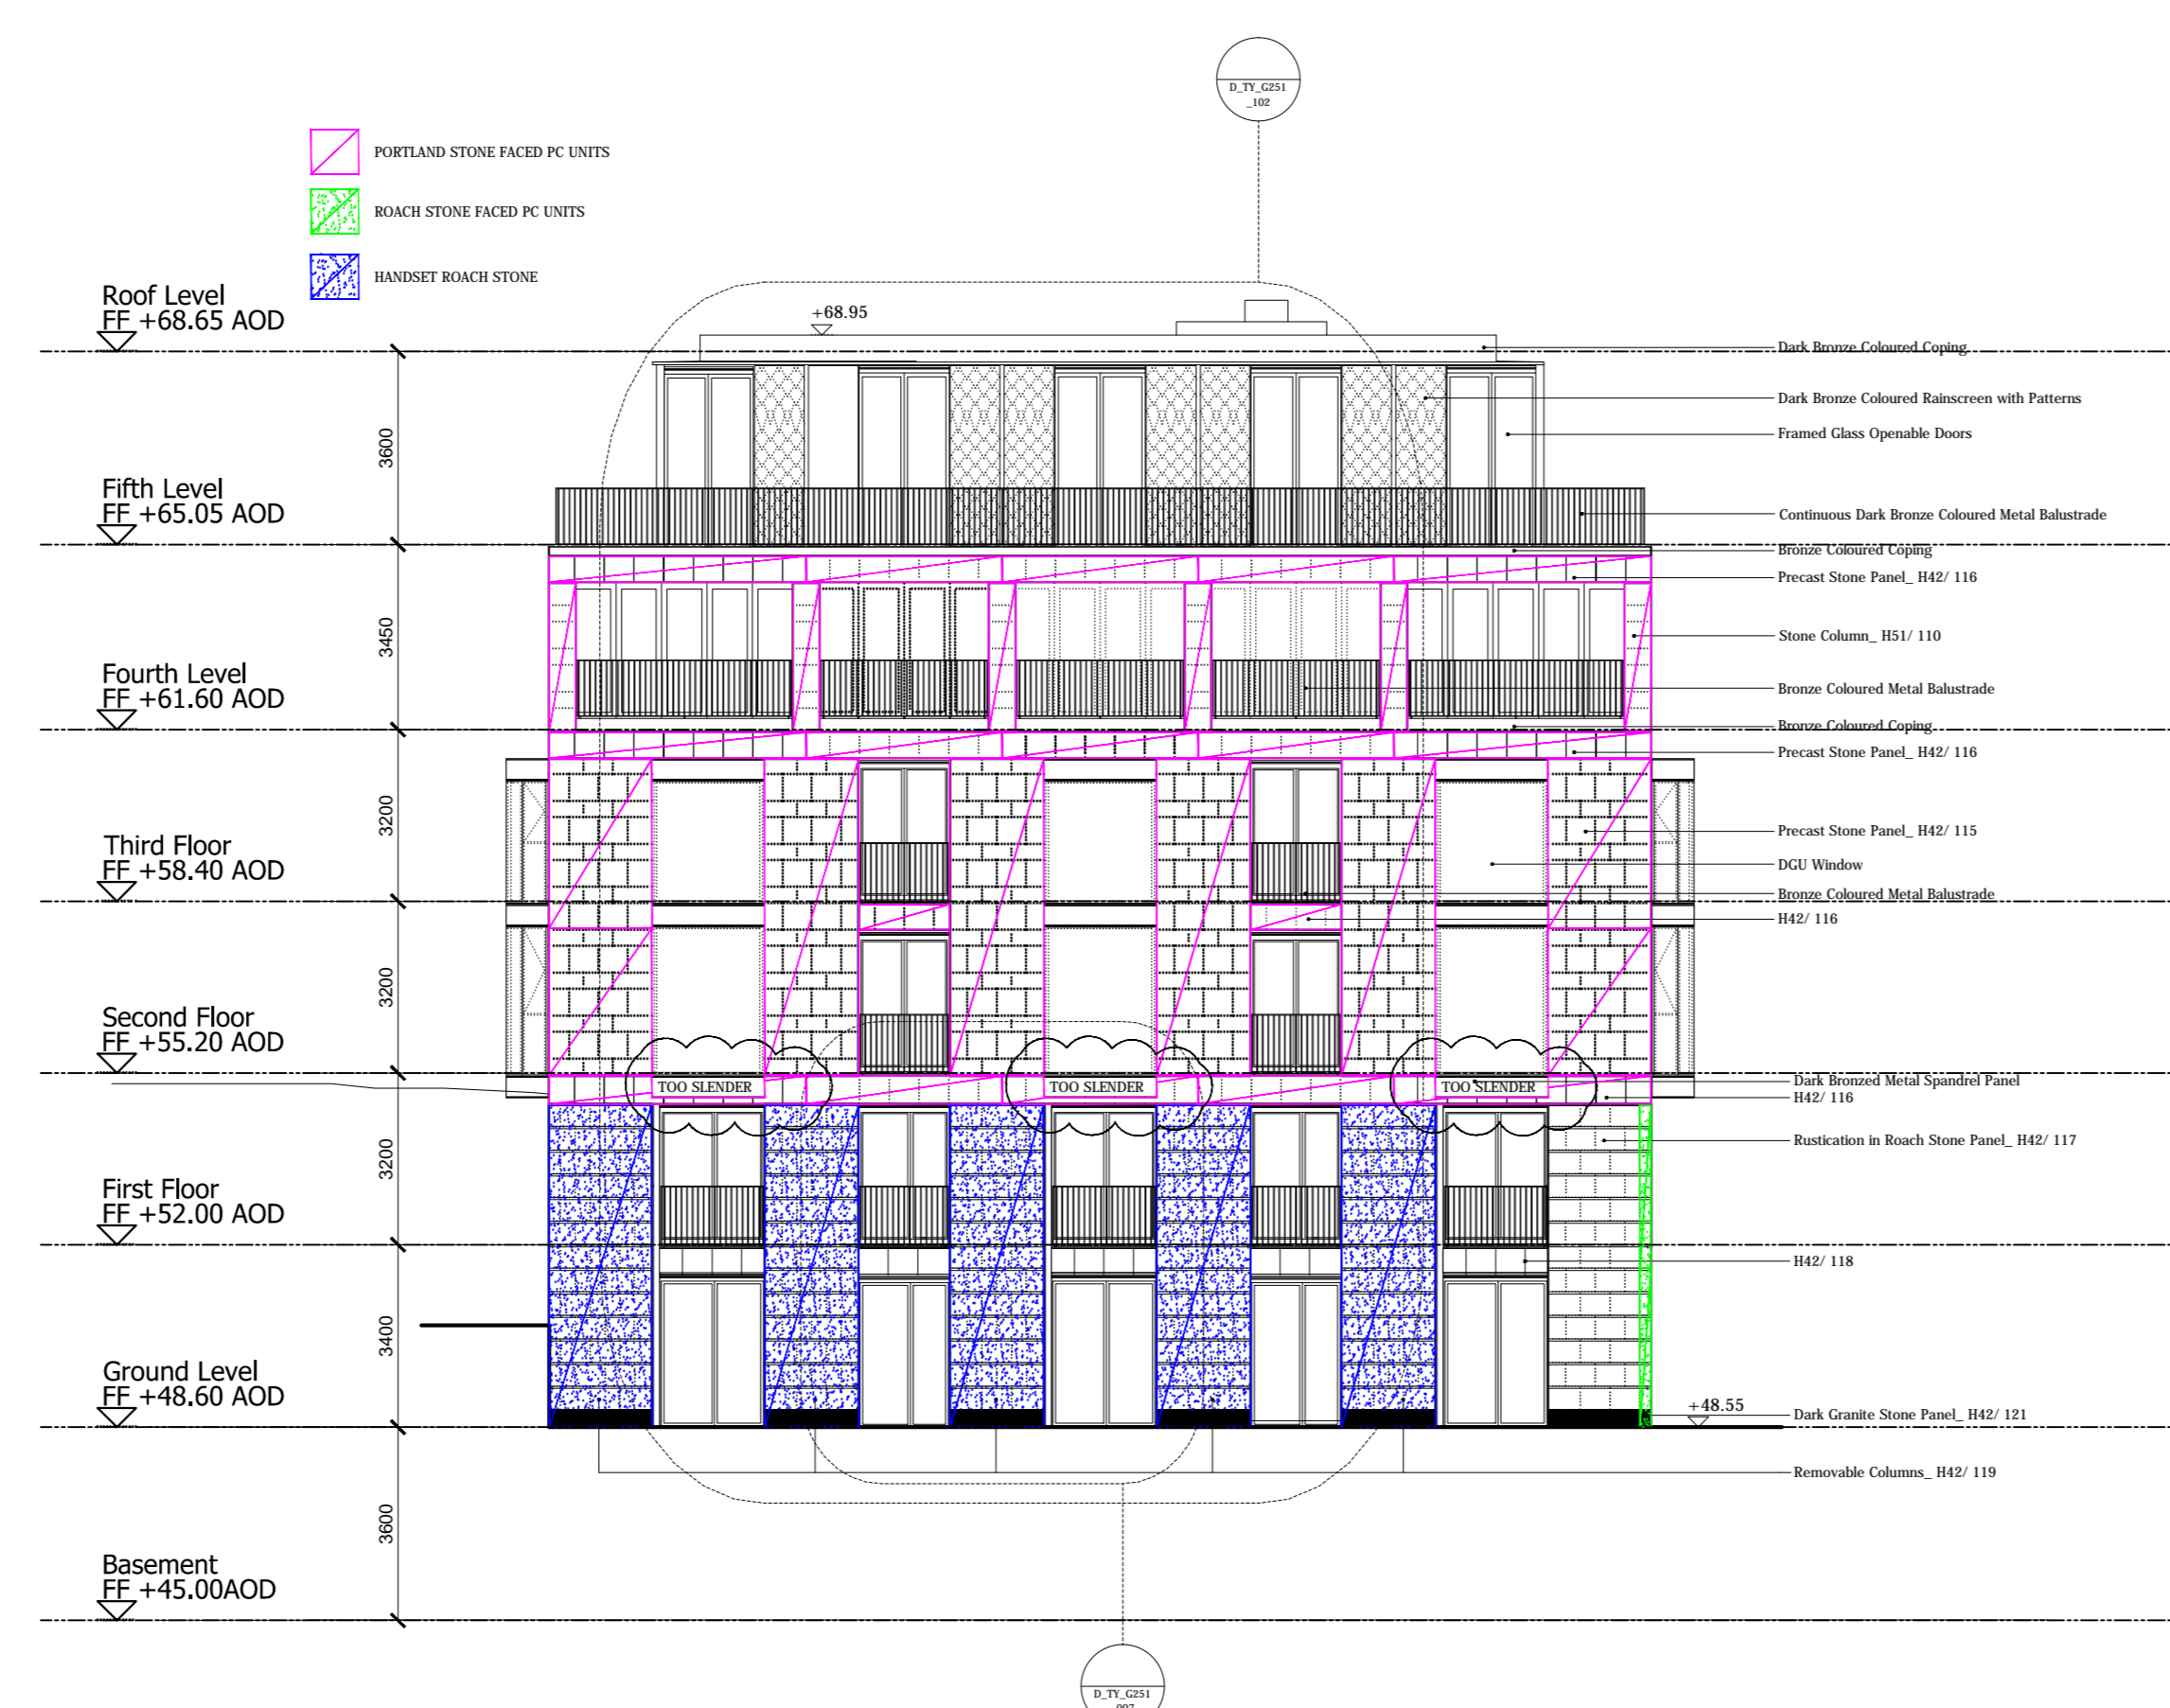 D_TY_G251
_102
PORTLAND STONE FACED PC UNITS
ROACH STONE FACED PC UNITS
HANDSET ROACH STONE
Roof Level
FF +68.65 AOD
+68.95
Dark Bronze Coloured Coping
Dark Bronze Coloured Rainscreen with Patterns
Framed Glass Openable Doors
3600
Fifth Level
FF +65.05 AOD
Continuous Dark Bronze Coloured Metal Balustrade
Bronze Coloured Coping
Precast Stone Panel_ H42/ 116
3450
Stone Column_ H51/ 110
Fourth Level
FF +61.60 AOD
Bronze Coloured Metal Balustrade
Bronze Coloured Coping
Precast Stone Panel_ H42/ 116
3200
Precast Stone Panel_ H42/ 115
Third Floor
FF +58.40 AOD
DGU Window
Bronze Coloured Metal Balustrade
H42/ 116
3200
Second Floor
FF +55.20 AOD
TOO SLENDER
TOO SLENDER
TOO SLENDER
Dark Bronzed Metal Spandrel Panel
H42/ 116
Rustication in Roach Stone Panel_ H42/ 117
3200
First Floor
FF +52.00 AOD
H42/ 118
3400
Ground Level
FF +48.60 AOD
+48.55
Dark Granite Stone Panel_ H42/ 121
Removable Columns_ H42/ 119
3600
Basement
FF +45.00AOD
D_TY_G251